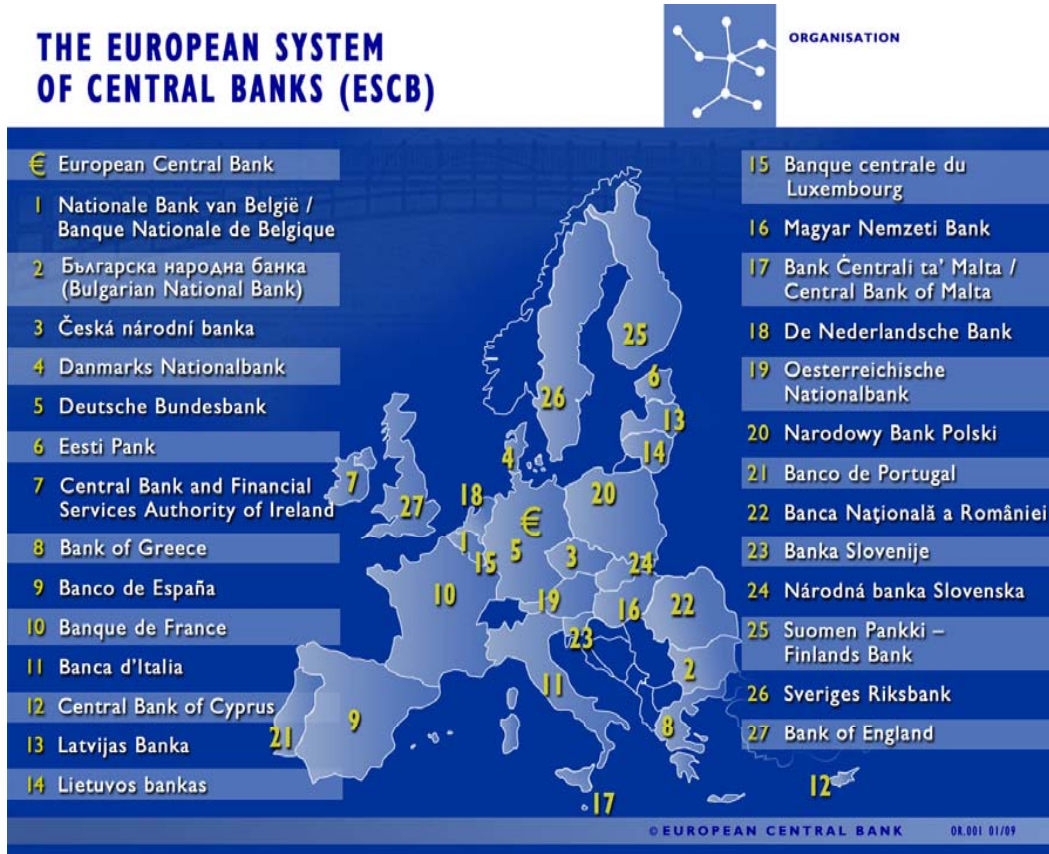 THE EUROPEAN SYSTEM
OF CENTRAL BANKS (ESCB)
ORGANISATION
€ European Central Bank
1 Nationale Bank van België /
Banque Nationale de Belgique
2 Българска народна банка
(Bulgarian National Bank)
3 Česká národní banka
4 Danmarks Nationalbank
5 Deutsche Bundesbank
6 Eesti Pank
7 Central Bank and Financial
Services Authority of Ireland
8 Bank of Greece
9 Banco de España
10 Banque de France
11 Banca d'Italia
12 Central Bank of Cyprus
13 Latvijas Banka
14 Lietuvos bankas
15 Banque centrale du
Luxembourg
16 Magyar Nemzeti Bank
17 Bank Ċentrali ta' Malta /
Central Bank of Malta
18 De Nederlandsche Bank
19 Oesterreichische
Nationalbank
20 Narodowy Bank Polski
21 Banco de Portugal
22 Banca Naţională a României
23 Banka Slovenije
24 Národná banka Slovenska
25 Suomen Pankki –
Finlands Bank
26 Sveriges Riksbank
27 Bank of England
25
6
26
13
14
4
7
27
18
20
€
1
5
3
15
24
10
19
16
22
23
2
11
9
21
8
12
17
© EUROPEAN CENTRAL BANK OR.001 01/09